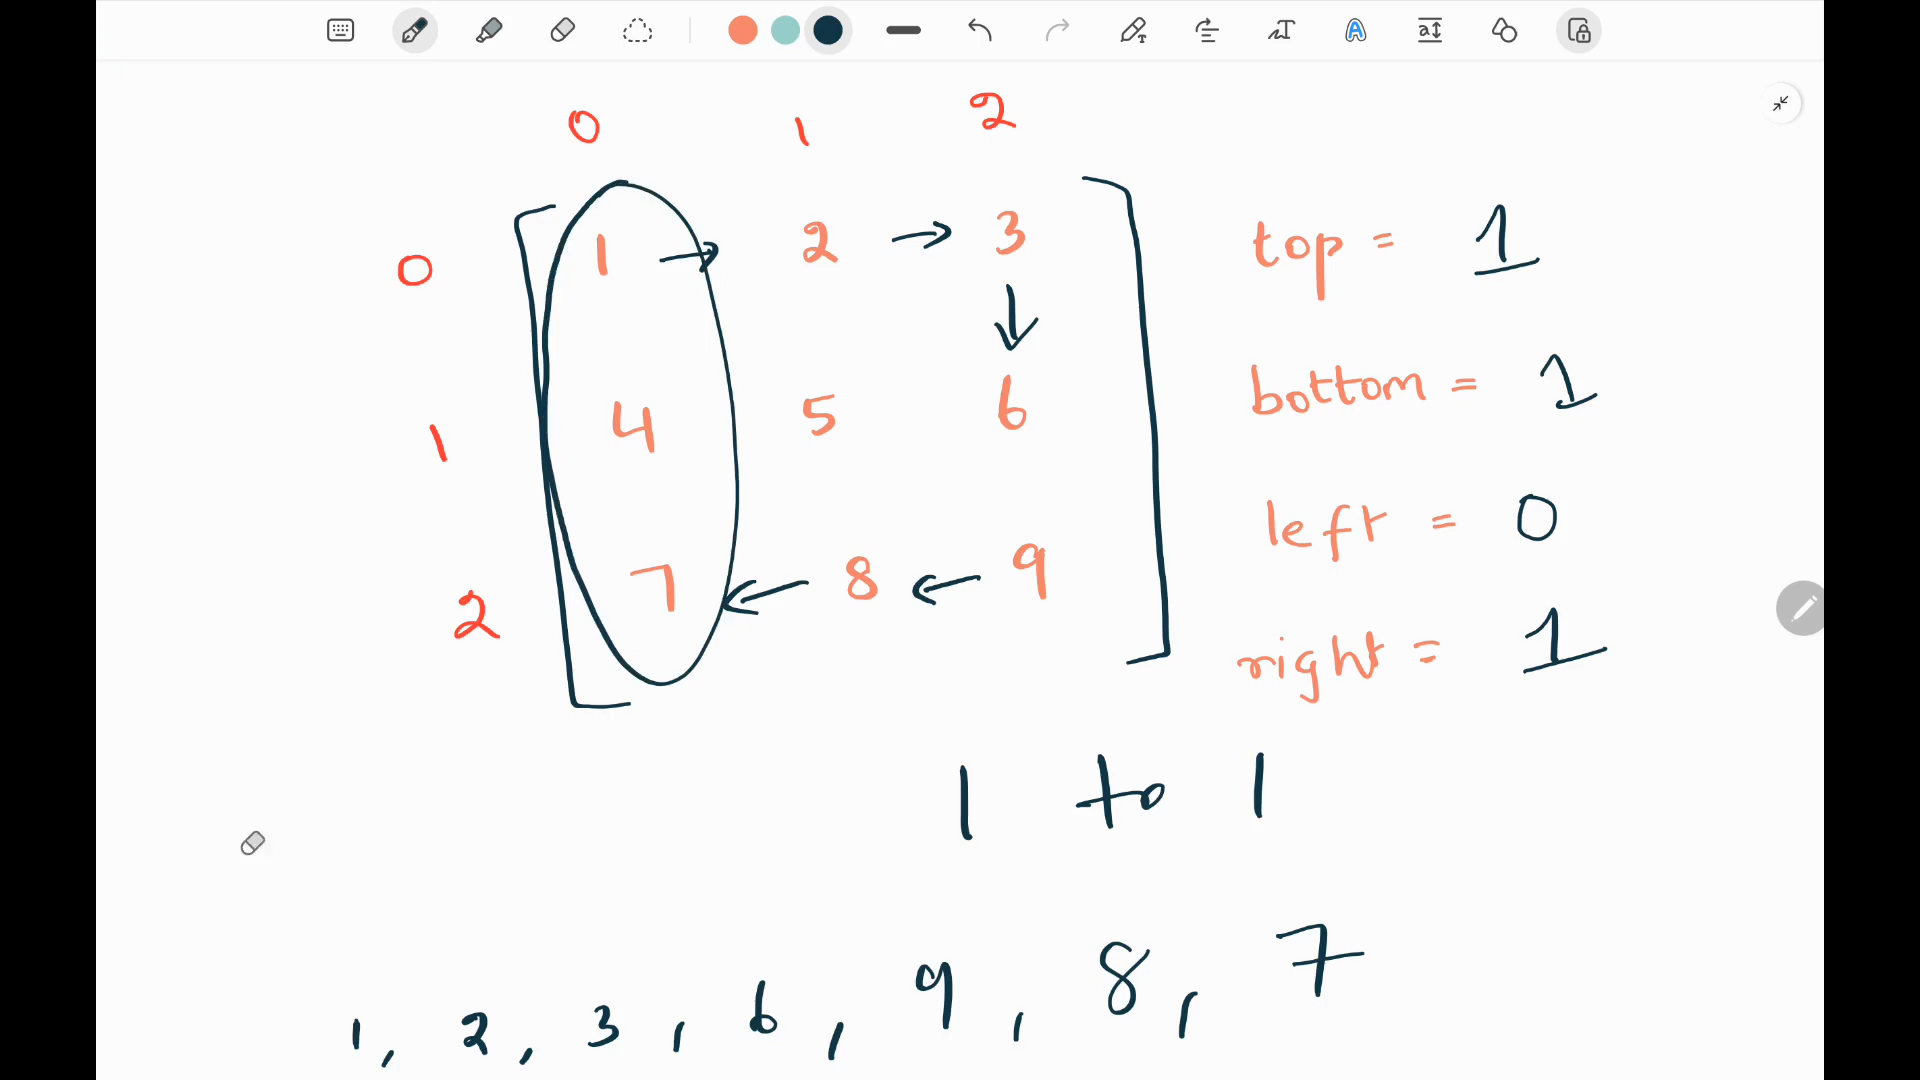 0 1 2
0 1 → 2 → 3
↓
1 4 5 6
2 7 ← 8 ← 9
top = 1
bottom = 1
left = 0
right = 1
1 to 1
1, 2, 3, 6, 9, 8, 7